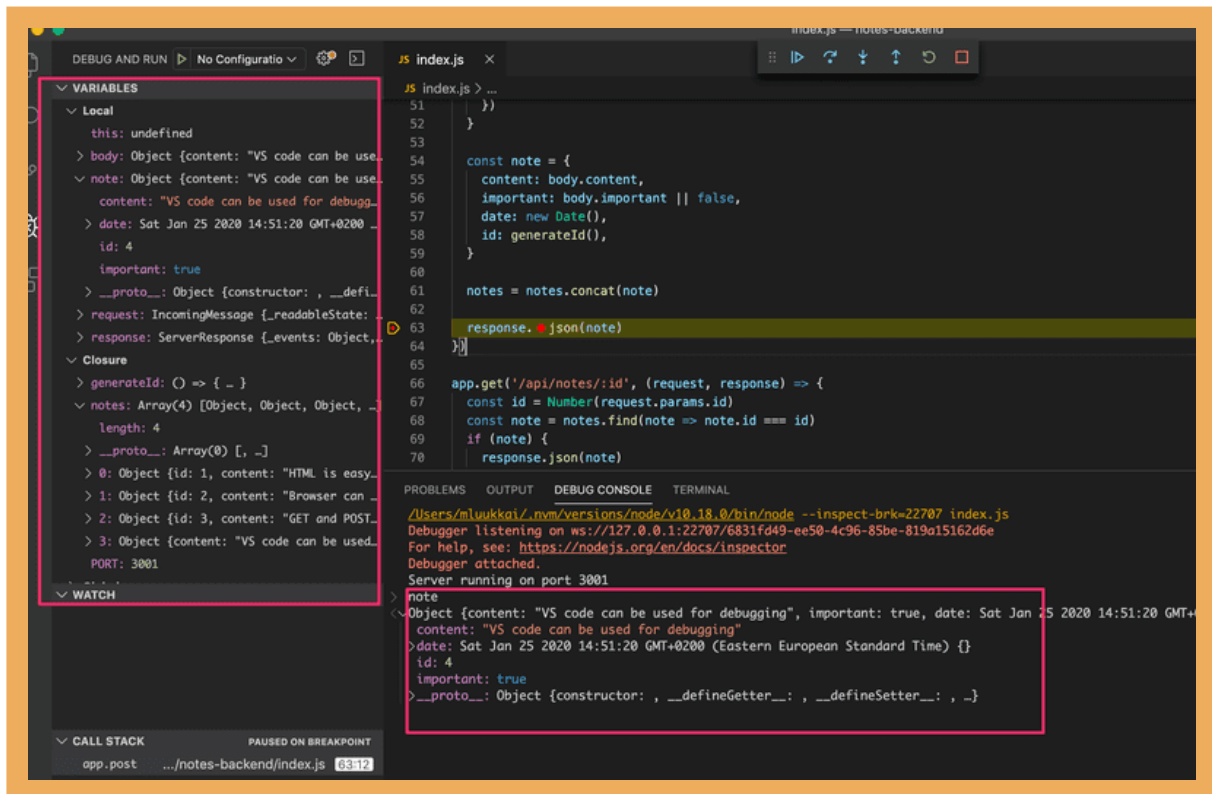 index.js — notes-backend
DEBUG AND RUN No Configuratio
VARIABLES
Local
this: undefined
body: Object {content: "VS code can be use…
note: Object {content: "VS code can be use…
content: "VS code can be used for debugg…
date: Sat Jan 25 2020 14:51:20 GMT+0200 …
id: 4
important: true
__proto__: Object {constructor: , __defi…
request: IncomingMessage {_readableState: …
response: ServerResponse {_events: Object,…
Closure
generateId: () => { … }
notes: Array(4) [Object, Object, Object, …]
length: 4
__proto__: Array(0) [, …]
0: Object {id: 1, content: "HTML is easy…
1: Object {id: 2, content: "Browser can …
2: Object {id: 3, content: "GET and POST…
3: Object {content: "VS code can be used…
PORT: 3001
WATCH
CALL STACK PAUSED ON BREAKPOINT
app.post .../notes-backend/index.js 63:12
JS index.js ×
JS index.js > ...
51 })
52 }
53
54 const note = {
55 content: body.content,
56 important: body.important || false,
57 date: new Date(),
58 id: generateId(),
59 }
60
61 notes = notes.concat(note)
62
63 response. json(note)
64 })
65
66 app.get('/api/notes/:id', (request, response) => {
67 const id = Number(request.params.id)
68 const note = notes.find(note => note.id === id)
69 if (note) {
70 response.json(note)
PROBLEMS OUTPUT DEBUG CONSOLE TERMINAL
/Users/mluukkai/.nvm/versions/node/v10.18.0/bin/node --inspect-brk=22707 index.js
Debugger listening on ws://127.0.0.1:22707/6831fd49-ee50-4c96-85be-819a15162d6e
For help, see: https://nodejs.org/en/docs/inspector
Debugger attached.
Server running on port 3001
note
Object {content: "VS code can be used for debugging", important: true, date: Sat Jan 25 2020 14:51:20 GMT+
content: "VS code can be used for debugging"
date: Sat Jan 25 2020 14:51:20 GMT+0200 (Eastern European Standard Time) {}
id: 4
important: true
__proto__: Object {constructor: , __defineGetter__: , __defineSetter__: , …}